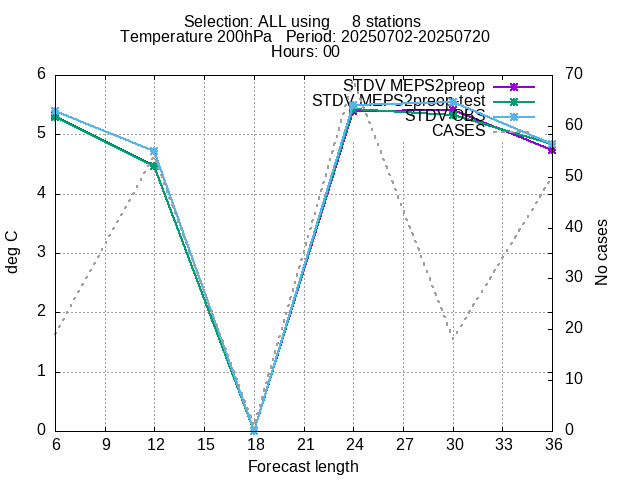 Selection: ALL using 8 stations
Temperature 200hPa Period: 20250702-20250720
Hours: 00
STDV MEPS2preop
STDV MEPS2preop-test
STDV OBS
CASES
6
5
4
3
2
1
0
deg C
70
60
50
40
30
20
10
0
No cases
6 9 12 15 18 21 24 27 30 33 36
Forecast length